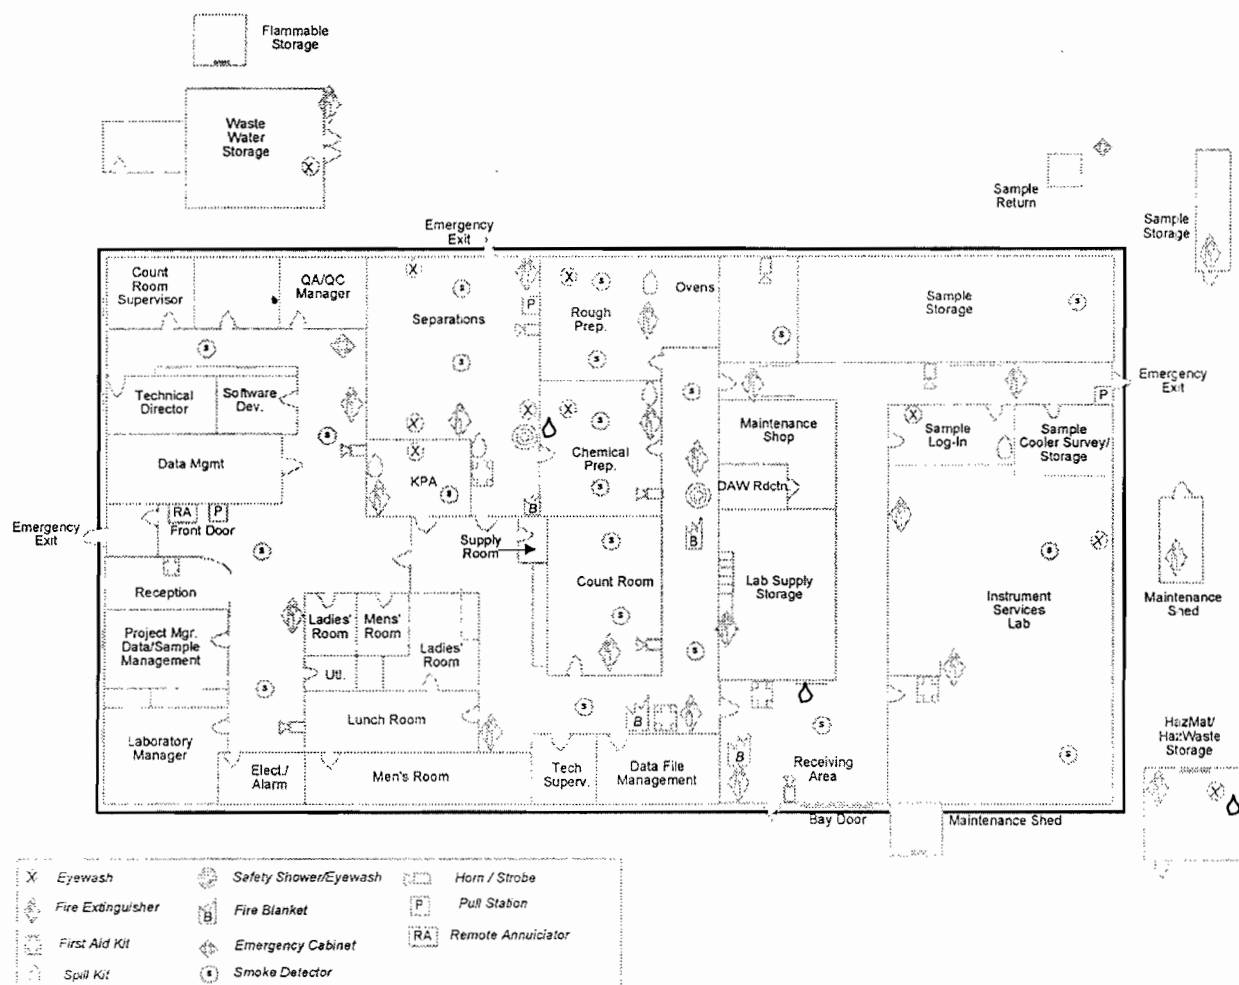 Flammable
Storage
Waste
Water
Storage
X
Sample
Return
Sample
Storage
Emergency
Exit
Count
Room
Supervisor
QA/QC
Manager
X
S
Separations
P
X
S
Rough
Prep.
Ovens
S
Sample
Storage
S
S
S
S
Emergency
Exit
P
Technical
Director
Software
Dev.
S
S
X
X
X
S
Maintenance
Shop
X
Sample
Log-In
Sample
Cooler Survey/
Storage
Data Mgmt
X
KPA
S
Chemical
Prep.
S
DAW Rdctn
RA
P
Front Door
B
Emergency
Exit
S
Supply
Room
S
Count Room
B
Lab Supply
Storage
S
X
Instrument
Services
Lab
Maintenance
Shed
Reception
Project Mgr.
Data/Sample
Management
Ladies'
Room
Mens'
Room
Ladies'
Room
Utl.
S
S
S
Lunch Room
S
B
S
HazMat/
HazWaste
Storage
Laboratory
Manager
Elect./
Alarm
Men's Room
Tech
Superv.
Data File
Management
B
Receiving
Area
S
X
Bay Door
Maintenance Shed
X Eyewash
Safety Shower/Eyewash
Horn / Strobe
Fire Extinguisher
B Fire Blanket
P Pull Station
First Aid Kit
Emergency Cabinet
RA Remote Annuciator
Spill Kit
S Smoke Detector